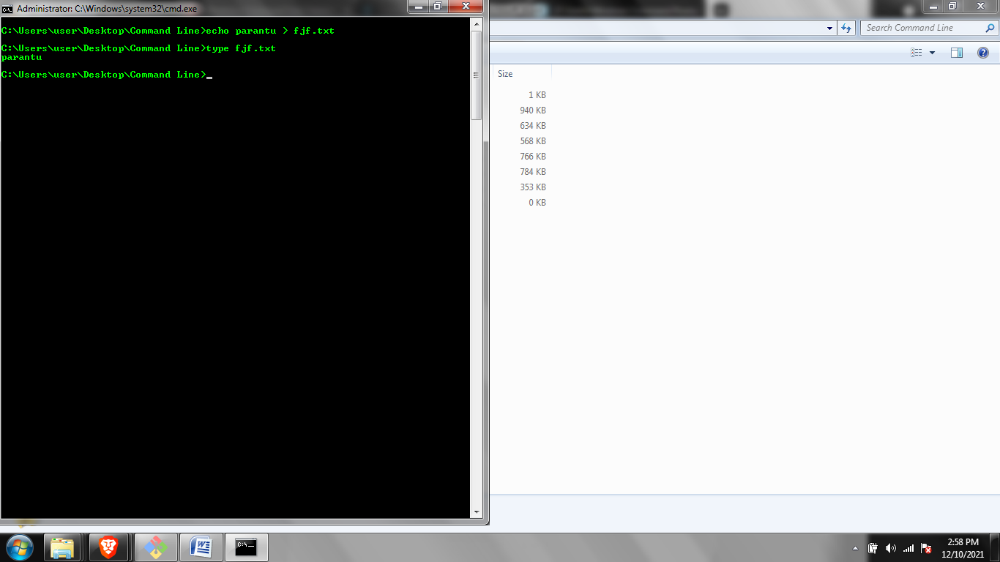 Administrator: C:\Windows\system32\cmd.exe
C:\Users\user\Desktop\Command Line>echo parantu > fjf.txt
C:\Users\user\Desktop\Command Line>type fjf.txt
parantu
C:\Users\user\Desktop\Command Line>_
Search Command Line
Size
1 KB
940 KB
634 KB
568 KB
766 KB
784 KB
353 KB
0 KB
2:58 PM
12/10/2021